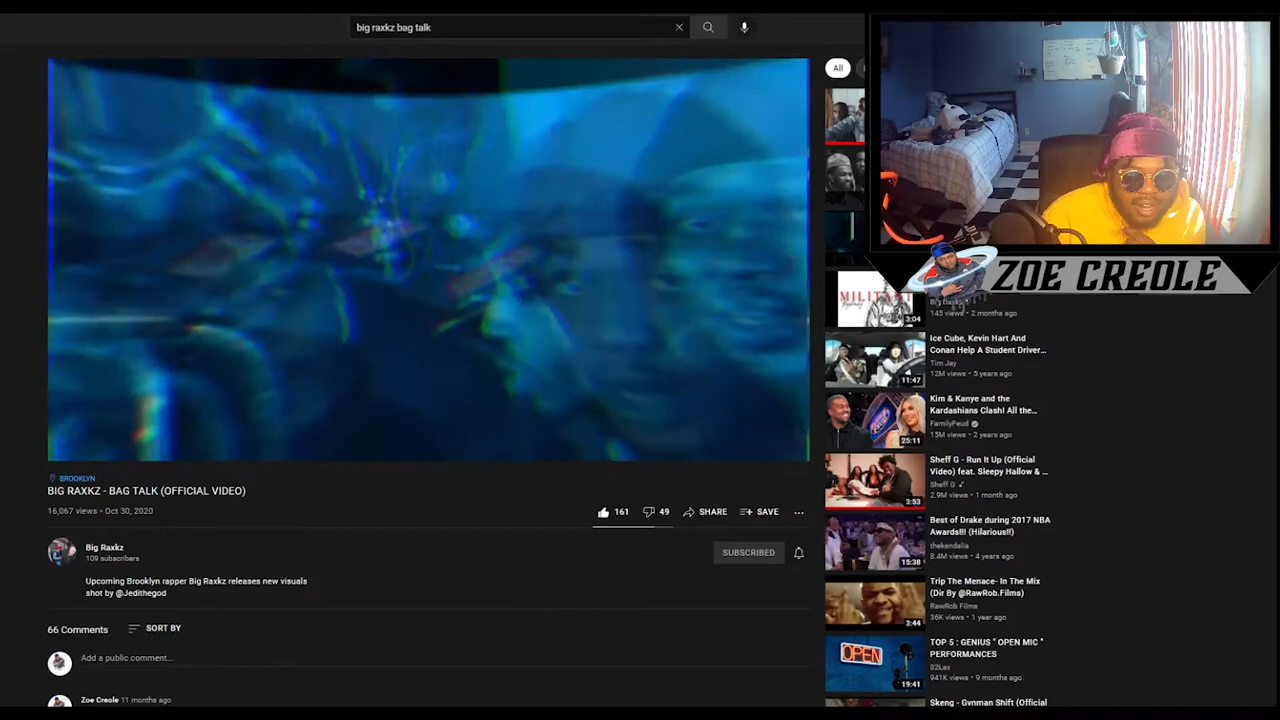 big raxkz bag talk
All
ZOE CREOLE
BROOKLYN
BIG RAXKZ - BAG TALK (OFFICIAL VIDEO)
16,067 views • Oct 30, 2020
161
49
SHARE
SAVE
Big Raxkz
109 subscribers
SUBSCRIBED
Upcoming Brooklyn rapper Big Raxkz releases new visuals
shot by @Jedithegod
66 Comments
SORT BY
Add a public comment...
Zoe Creole 11 months ago
3:04
145 views • 2 months ago
Ice Cube, Kevin Hart And
Conan Help A Student Driver...
Tim Jay
12M views • 5 years ago
11:47
Kim & Kanye and the
Kardashians Clash! All the...
FamilyFeud
15M views • 2 years ago
25:11
Sheff G - Run It Up (Official
Video) feat. Sleepy Hallow & ...
Sheff G
2.9M views • 1 month ago
3:53
Best of Drake during 2017 NBA
Awards!!! (Hilarious!!)
thekendalia
8.4M views • 4 years ago
15:38
Trip The Menace- In The Mix
(Dir By @RawRob.Films)
RawRob Films
36K views • 1 year ago
3:44
TOP 5 : GENIUS " OPEN MIC "
PERFORMANCES
02Lax
941K views • 9 months ago
OPEN
19:41
Skeng - Gvnman Shift (Official